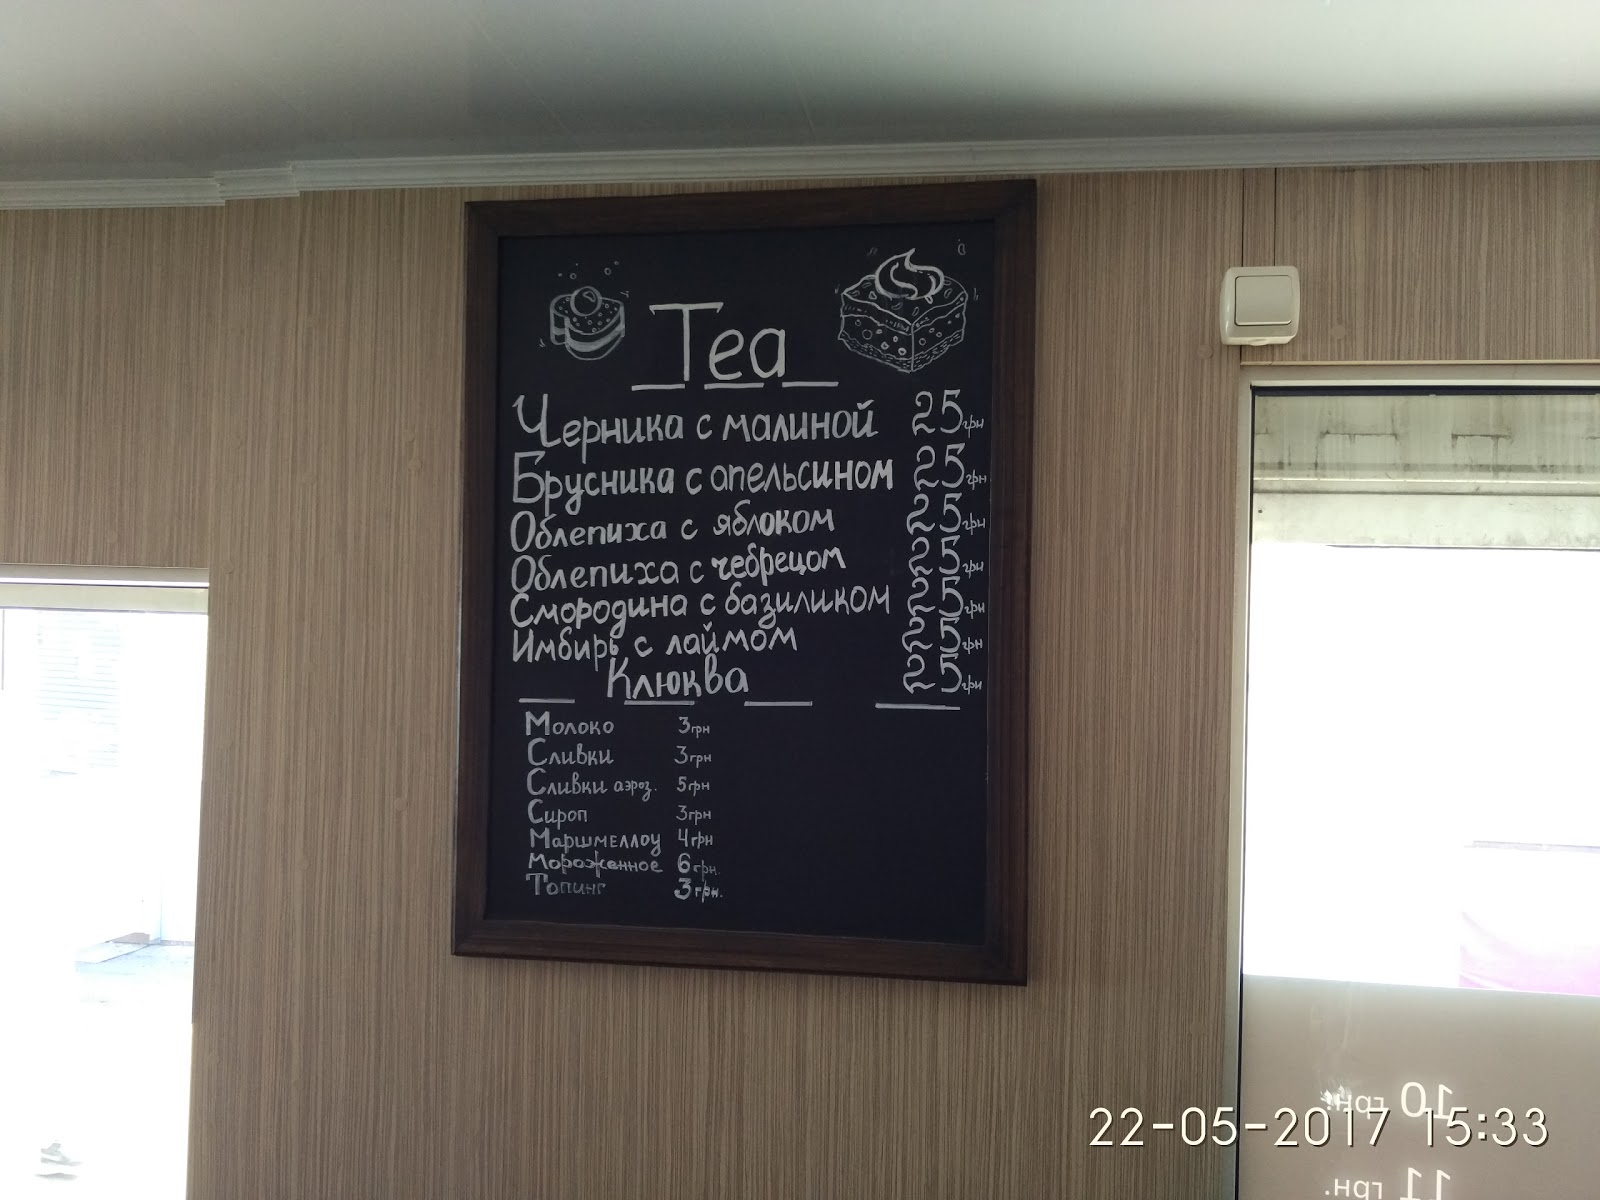 Tea
Черника с малиной 25грн
Брусника с апельсином 25грн
Облепиха с яблоком 25грн
Облепиха с чебрецом 25грн
Смородина с базиликом 25грн
Имбирь с лаймом 25грн
Клюква 25грн
Молоко 3грн
Сливки 3грн
Сливки аэроз. 5грн
Сироп 3грн
Маршмеллоу 4грн
Мороженное 6грн.
Топинг 3грн.
10 грн.
22-05-2017 15:33
11 грн.